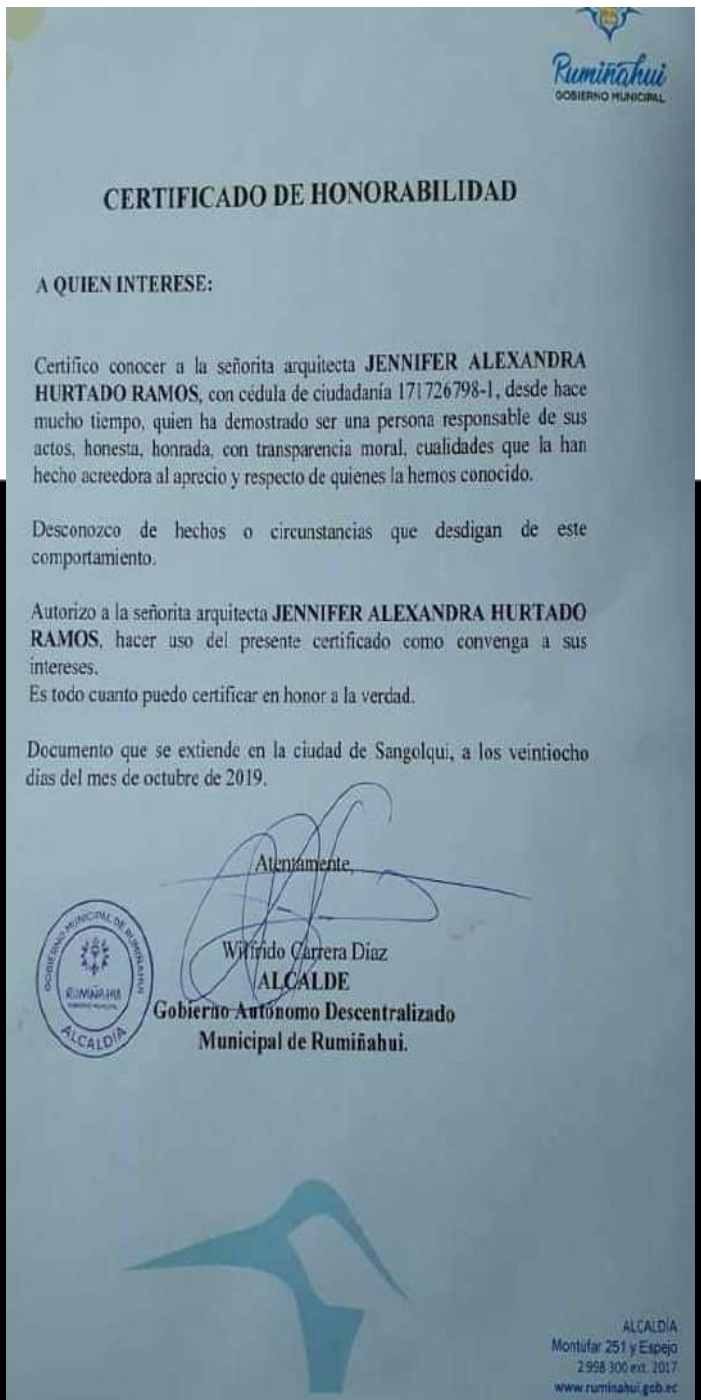 Rumiñahui
GOBIERNO MUNICIPAL
CERTIFICADO DE HONORABILIDAD
A QUIEN INTERESE:
Certifico conocer a la señorita arquitecta JENNIFER ALEXANDRA
HURTADO RAMOS, con cédula de ciudadanía 171726798-1, desde hace
mucho tiempo, quien ha demostrado ser una persona responsable de sus
actos, honesta, honrada, con transparencia moral, cualidades que la han
hecho acreedora al aprecio y respecto de quienes la hemos conocido.
Desconozco de hechos o circunstancias que desdigan de este
comportamiento.
Autorizo a la señorita arquitecta JENNIFER ALEXANDRA HURTADO
RAMOS, hacer uso del presente certificado como convenga a sus
intereses.
Es todo cuanto puedo certificar en honor a la verdad.
Documento que se extiende en la ciudad de Sangolqui, a los veintiocho
días del mes de octubre de 2019.
Atentamente,
Wilfrido Carrera Díaz
ALCALDE
Gobierno Autónomo Descentralizado
Municipal de Rumiñahui.
GOBIERNO MUNICIPAL DE RUMIÑAHUI
RUMIÑAHUI
GOBIERNO MUNICIPAL
ALCALDÍA
ALCALDÍA
Montufar 251 y Espejo
2 998 300 ext. 2017
www.ruminahui.gob.ec